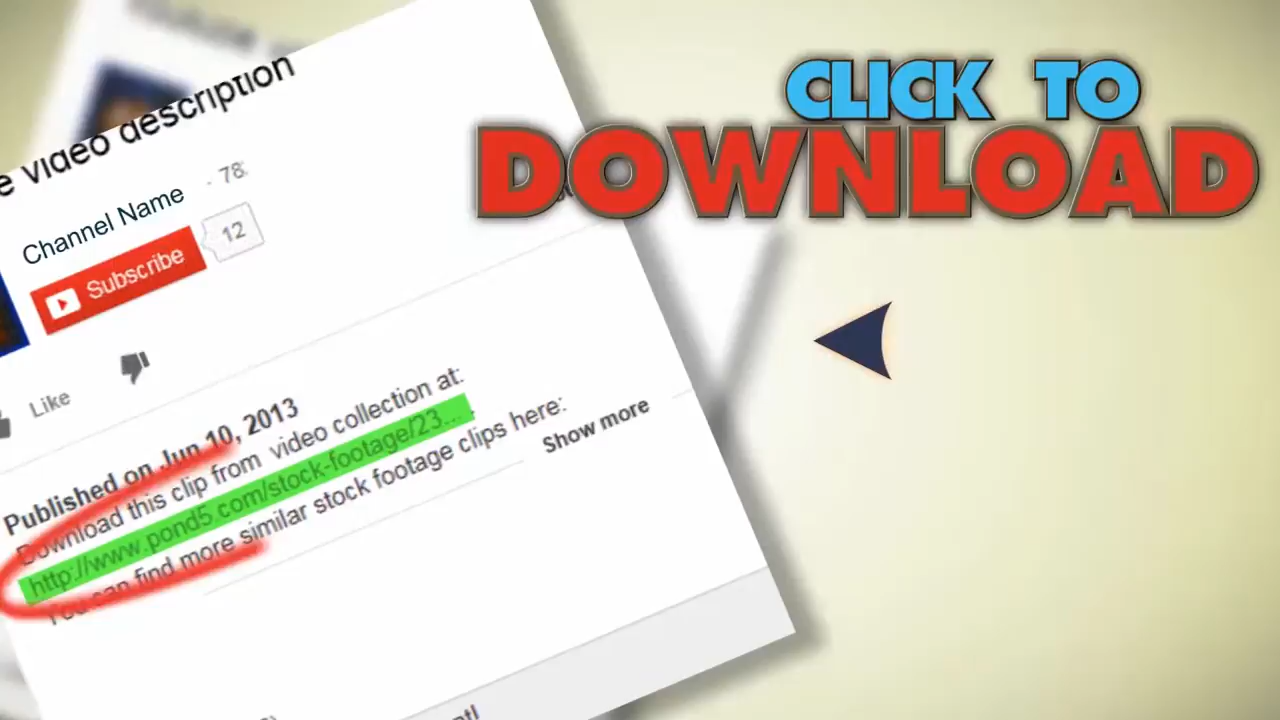 CLICK TO
DOWNLOAD
e video description
Channel Name
Subscribe
12
Like
Published on Jun 10, 2013
Download this clip from video collection at:
http://www.pond5.com/stock-footage/23...
You can find more similar stock footage clips here:
Show more